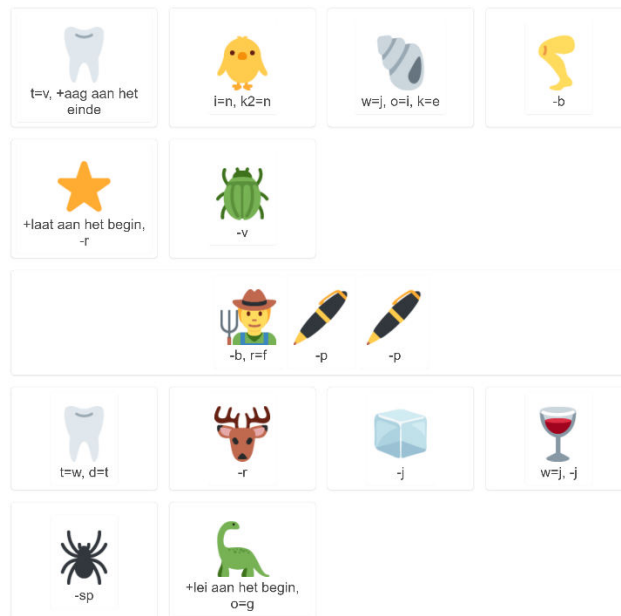 t=v, +aag aan het
einde
i=n, k2=n
w=j, o=i, k=e
-b
+laat aan het begin,
-r
-v
-b, r=f
-p
-p
t=w, d=t
-r
-j
w=j, -j
-sp
+lei aan het begin,
o=g